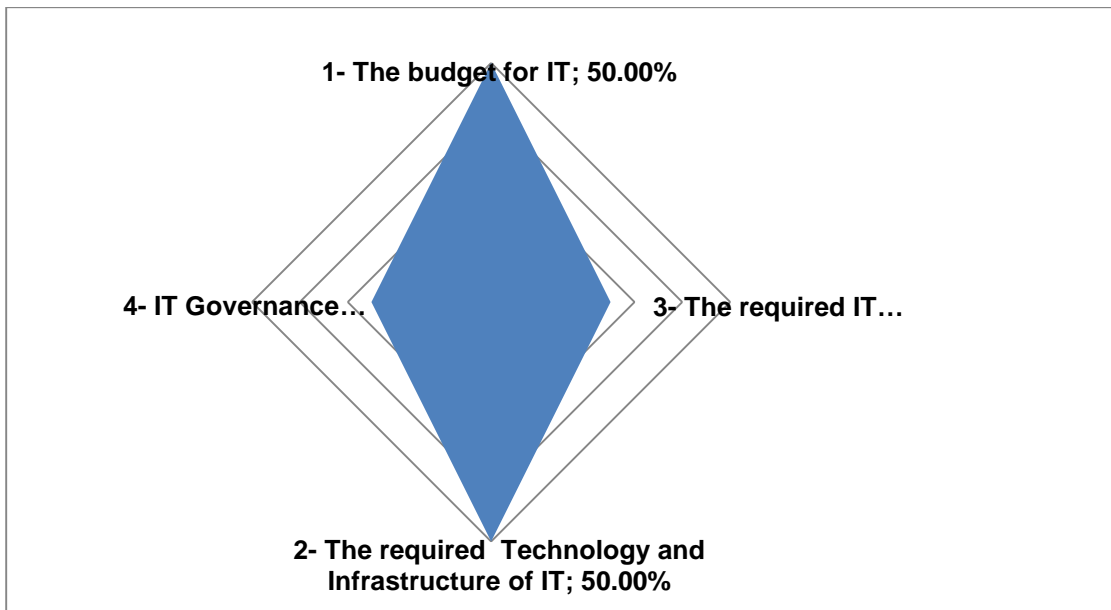 1- The budget for IT; 50.00%
4- IT Governance…
3- The required IT…
2- The required  Technology and
Infrastructure of IT; 50.00%